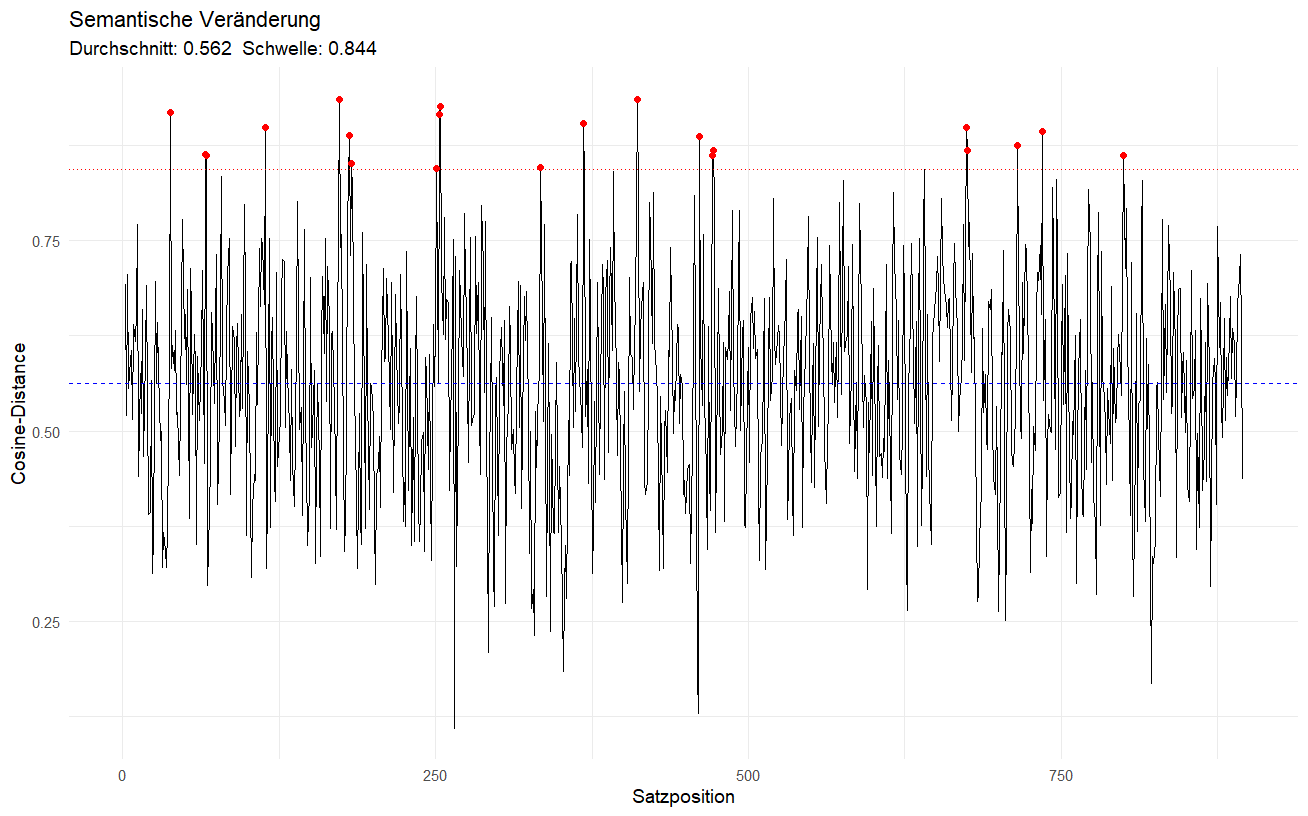 Semantische Veränderung
Durchschnitt: 0.562  Schwelle: 0.844
Cosine-Distance
0.75
0.50
0.25
0
250
500
750
Satzposition